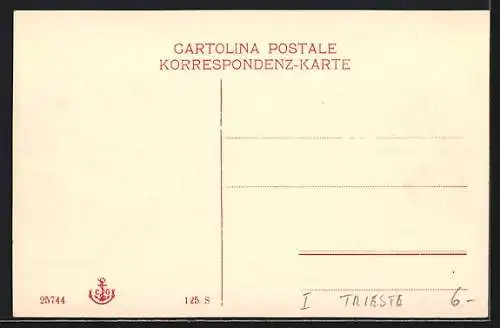 CARTOLINA POSTALE
KORRESPONDENZ-KARTE
25744
C G
125 S
I TRIESTE 6.-